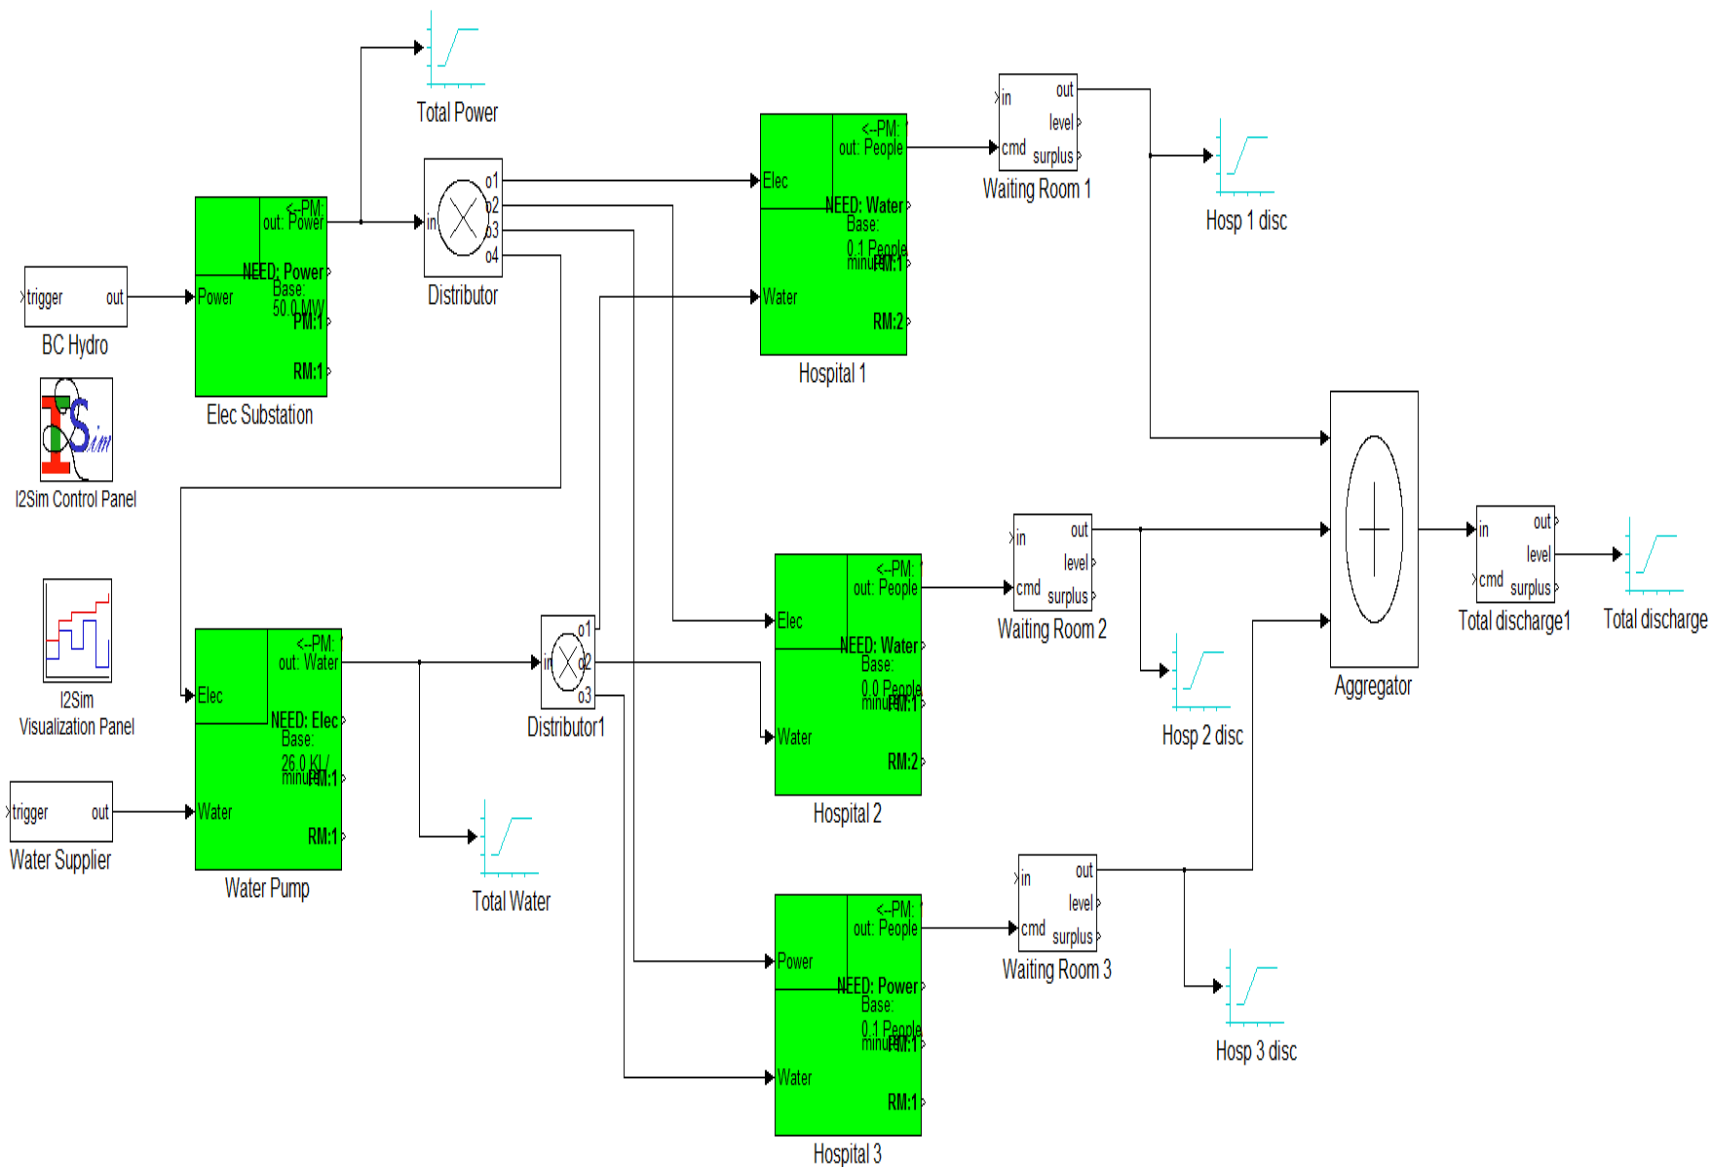 Total Power
<--PM:
out: Power
NEED: Power
Base:
50.0 MW
PM:1
RM:1
Power
Elec Substation
trigger
out
BC Hydro
I2Sim Control Panel
I2Sim
Visualization Panel
trigger
out
Water Supplier
in
o1
o2
o3
o4
Distributor
<--PM:
out: Water
Elec
NEED: Elec
Base:
26.0 KL/
minute
PM:1
Water
RM:1
Water Pump
in
o1
o2
o3
Distributor1
Total Water
<--PM:
out: People
Elec
NEED: Water
Base:
0.1 People
minute
PM:1
Water
RM:2
Hospital 1
in
out
level
cmd
surplus
Waiting Room 1
Hosp 1 disc
<--PM:
out: People
Elec
NEED: Water
Base:
0.0 People
minute
PM:1
Water
RM:2
Hospital 2
in
out
level
cmd
surplus
Waiting Room 2
Hosp 2 disc
<--PM:
out: People
Power
NEED: Power
Base:
0.1 People
minute
PM:1
Water
RM:1
Hospital 3
in
out
level
cmd
surplus
Waiting Room 3
Hosp 3 disc
Aggregator
in
out
level
cmd
surplus
Total discharge1
Total discharge